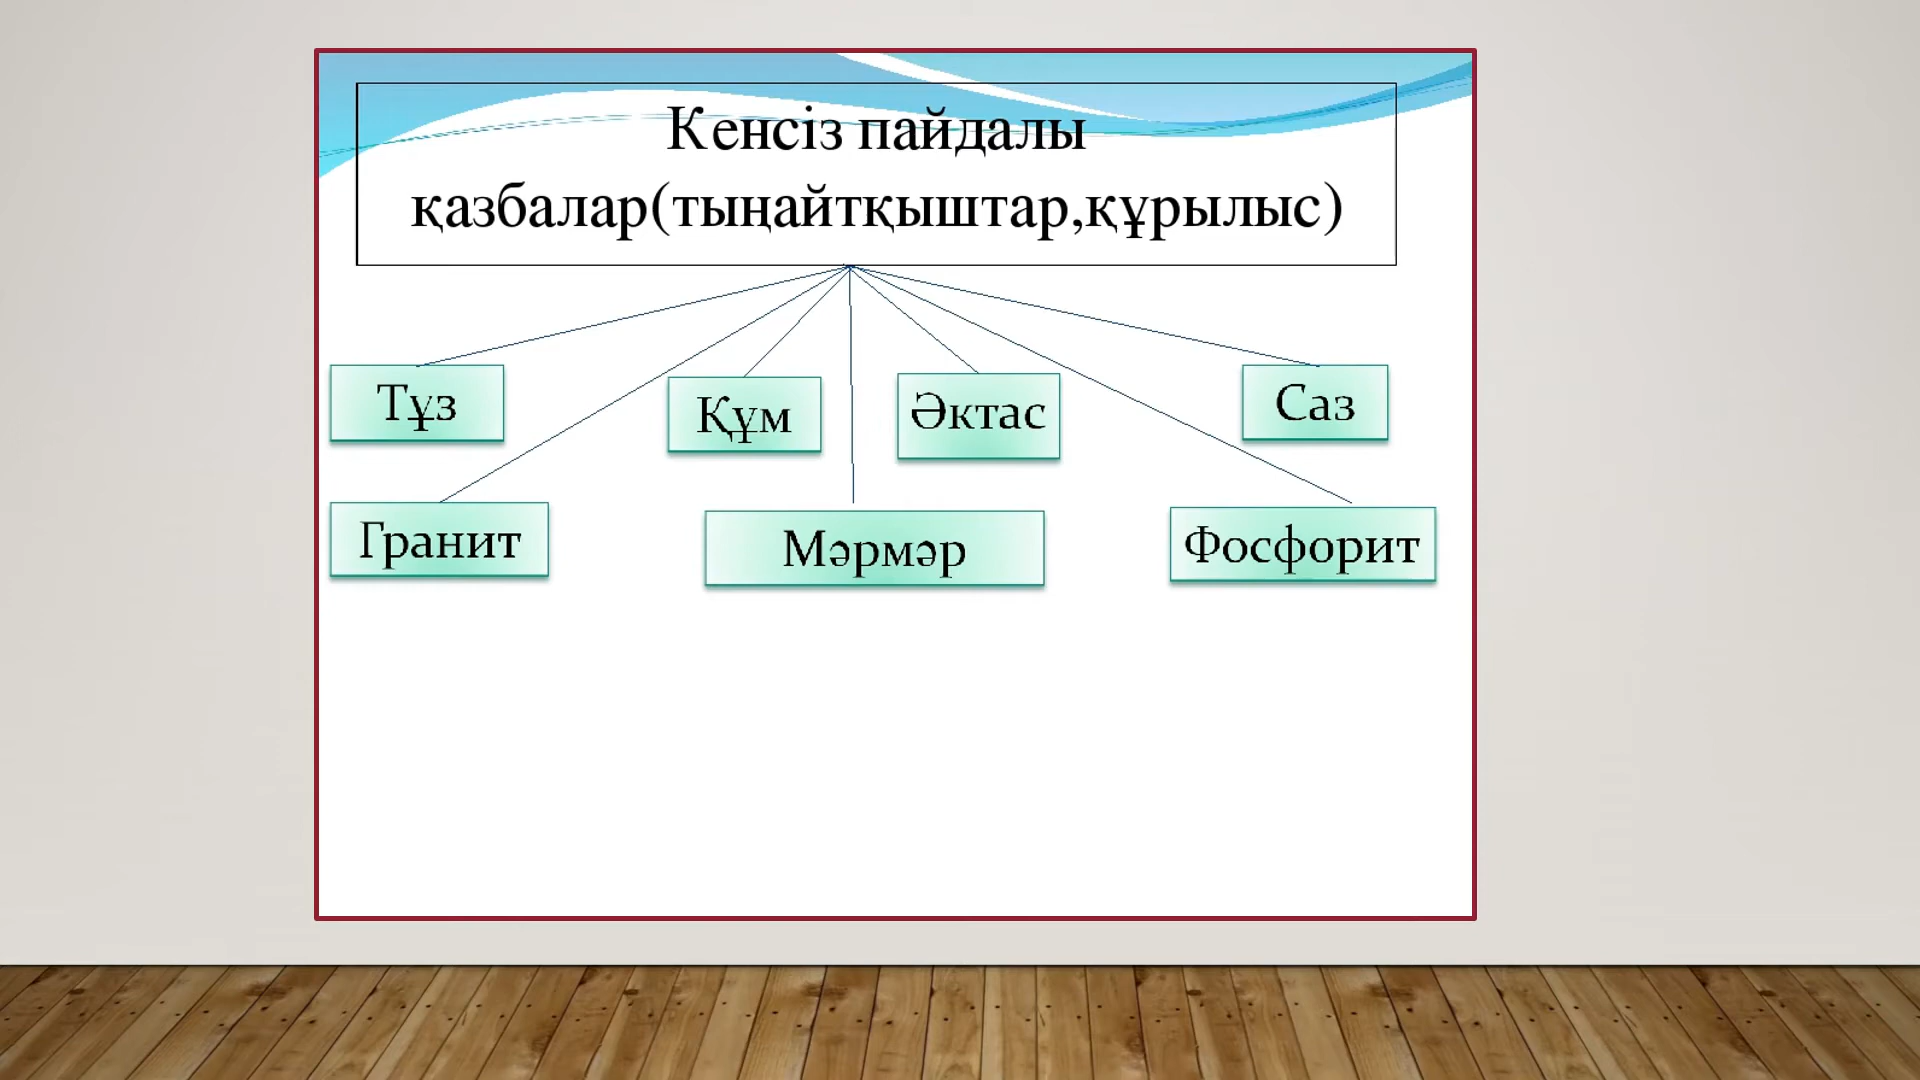 Кенсіз пайдалы
қазбалар(тыңайтқыштар,құрылыс)
Тұз
Құм
Әктас
Саз
Гранит
Мәрмәр
Фосфорит